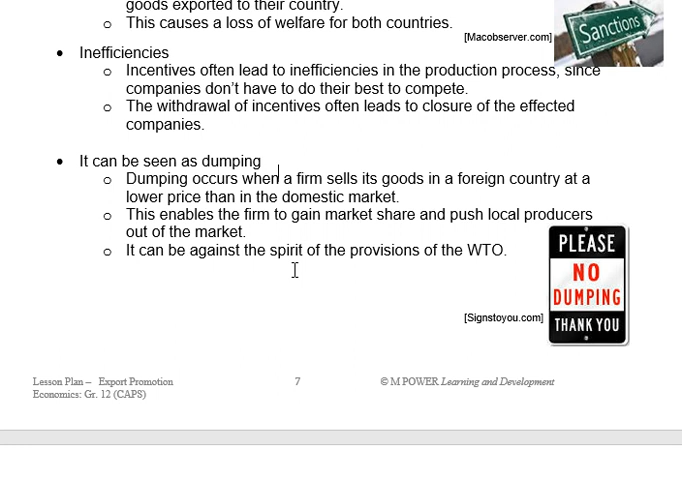 goods exported to their country.
o This causes a loss of welfare for both countries.
[Macobserver.com]
Sanctions
• Inefficiencies
o Incentives often lead to inefficiencies in the production process, since
companies don't have to do their best to compete.
o The withdrawal of incentives often leads to closure of the effected
companies.
• It can be seen as dumping
o Dumping occurs when a firm sells its goods in a foreign country at a
lower price than in the domestic market.
o This enables the firm to gain market share and push local producers
out of the market.
o It can be against the spirit of the provisions of the WTO.
[Signstoyou.com]
PLEASE
NO
DUMPING
THANK YOU
Lesson Plan – Export Promotion
Economics: Gr. 12 (CAPS)
7
© M POWER Learning and Development